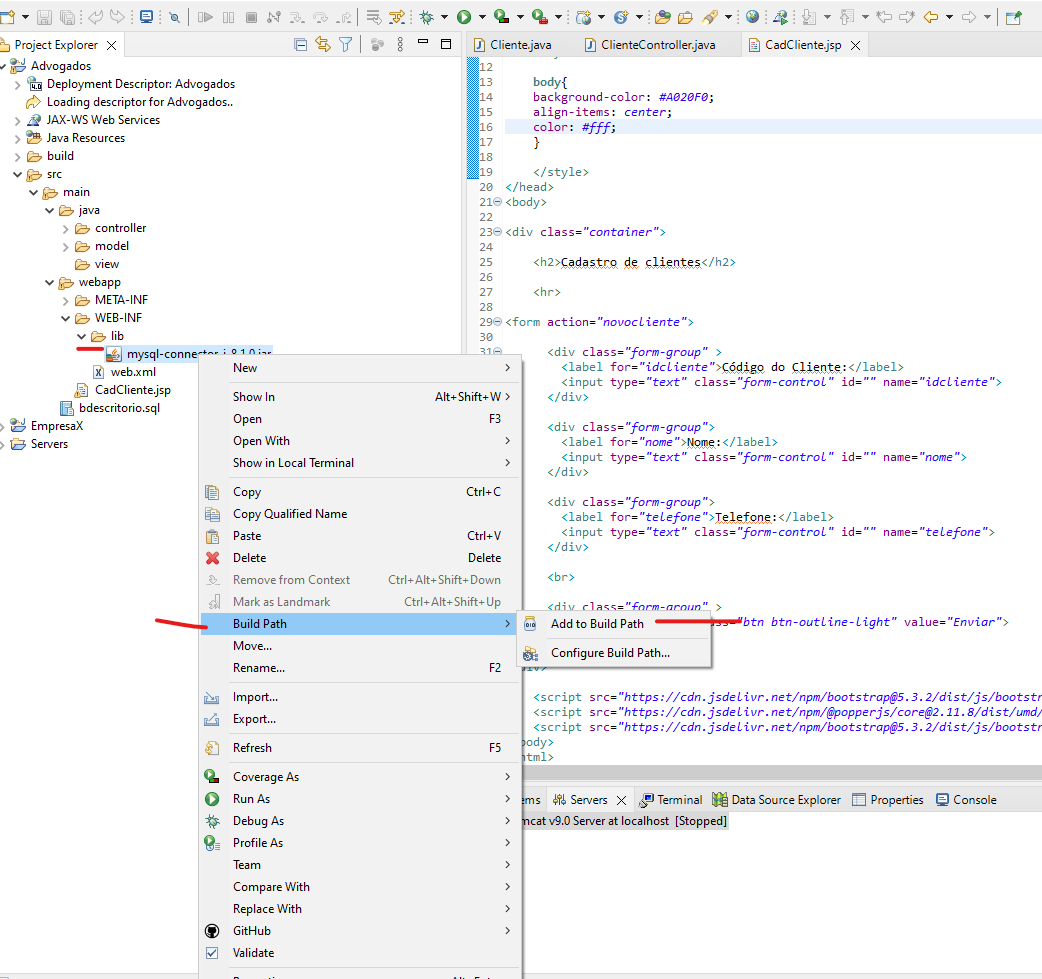 Project Explorer
Advogados
Deployment Descriptor: Advogados
Loading descriptor for Advogados..
JAX-WS Web Services
Java Resources
build
src
main
java
controller
model
view
webapp
META-INF
WEB-INF
lib
mysql-connector-j-8.1.0.jar
web.xml
CadCliente.jsp
bdescritorio.sql
EmpresaX
Servers
New
Show In Alt+Shift+W
Open F3
Open With
Show in Local Terminal
Copy Ctrl+C
Copy Qualified Name
Paste Ctrl+V
Delete Delete
Remove from Context Ctrl+Alt+Shift+Down
Mark as Landmark Ctrl+Alt+Shift+Up
Build Path
Move...
Rename... F2
Import...
Export...
Refresh F5
Coverage As
Run As
Debug As
Profile As
Team
Compare With
Replace With
GitHub
Validate
Add to Build Path
Configure Build Path...
Cliente.java ClienteController.java CadCliente.jsp
12
13 body{
14 background-color: #A020F0;
15 align-items: center;
16 color: #fff;
17 }
18
19 </style>
20 </head>
21 <body>
22
23 <div class="container">
24
25 <h2>Cadastro de clientes</h2>
26
27 <hr>
28
29 <form action="novocliente">
30
31 <div class="form-group" >
<label for="idcliente">Código do Cliente:</label>
<input type="text" class="form-control" id="" name="idcliente">
</div>
<div class="form-group">
<label for="nome">Nome:</label>
<input type="text" class="form-control" id="" name="nome">
</div>
<div class="form-group">
<label for="telefone">Telefone:</label>
<input type="text" class="form-control" id="" name="telefone">
</div>
<br>
<div class="form-group" >
"btn btn-outline-light" value="Enviar">
<script src="https://cdn.jsdelivr.net/npm/bootstrap@5.3.2/dist/js/bootst
<script src="https://cdn.jsdelivr.net/npm/@popperjs/core@2.11.8/dist/umd/
<script src="https://cdn.jsdelivr.net/npm/bootstrap@5.3.2/dist/js/bootst
body>
html>
ems Servers Terminal Data Source Explorer Properties Console
mcat v9.0 Server at localhost [Stopped]